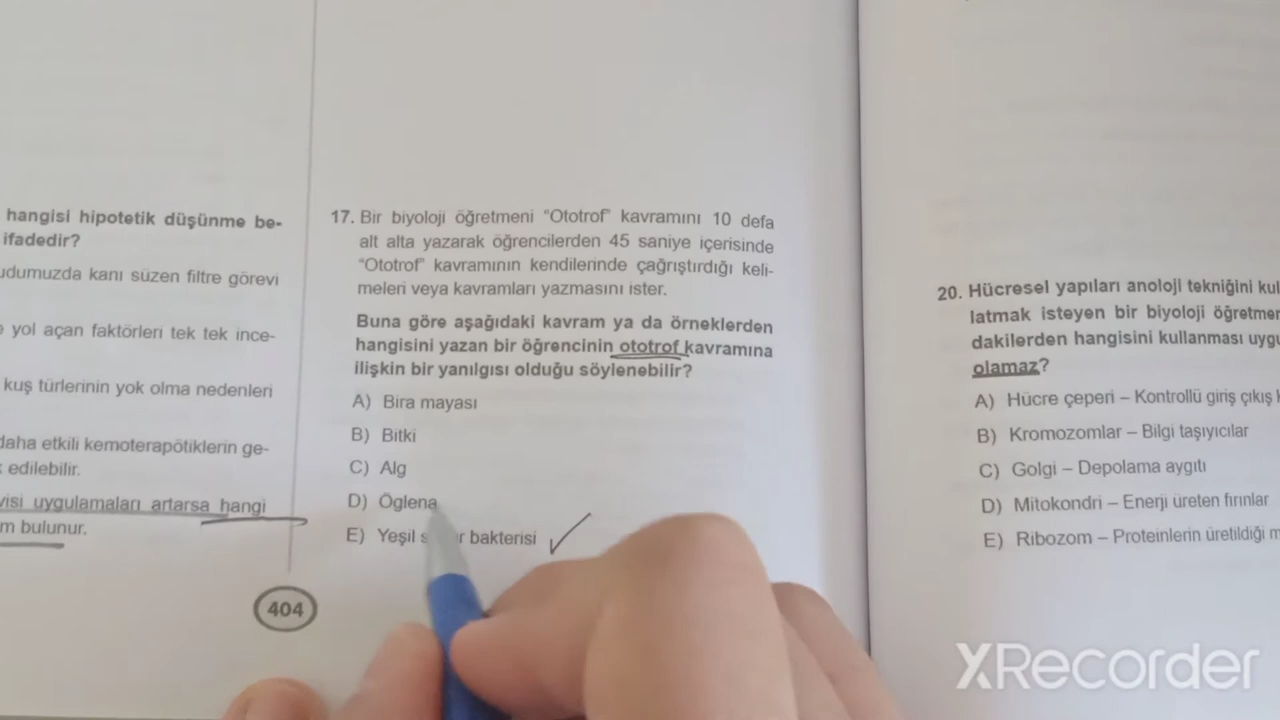 hangisi hipotetik düşünme be-
ifadedir?
udumuzda kanı süzen filtre görevi
yol açan faktörleri tek tek ince-
kuş türlerinin yok olma nedenleri
daha etkili kemoterapötiklerin ge-
edilebilir.
visi uygulamaları artarsa hangi
m bulunur.
404
17. Bir biyoloji öğretmeni “Ototrof” kavramını 10 defa
alt alta yazarak öğrencilerden 45 saniye içerisinde
“Ototrof” kavramının kendilerinde çağrıştırdığı keli-
meleri veya kavramları yazmasını ister.
Buna göre aşağıdaki kavram ya da örneklerden
hangisini yazan bir öğrencinin ototrof kavramına
ilişkin bir yanılgısı olduğu söylenebilir?
A) Bira mayası
B) Bitki
C) Alg
D) Öglena
E) Yeşil bakterisi
20. Hücresel yapıları anoloji tekniğini kul
latmak isteyen bir biyoloji öğretmen
dakilerden hangisini kullanması uygu
olamaz?
A) Hücre çeperi – Kontrollü giriş çıkış k
B) Kromozomlar – Bilgi taşıyıcılar
C) Golgi – Depolama aygıtı
D) Mitokondri – Enerji üreten fırınlar
E) Ribozom – Proteinlerin üretildiği m
XRecorder